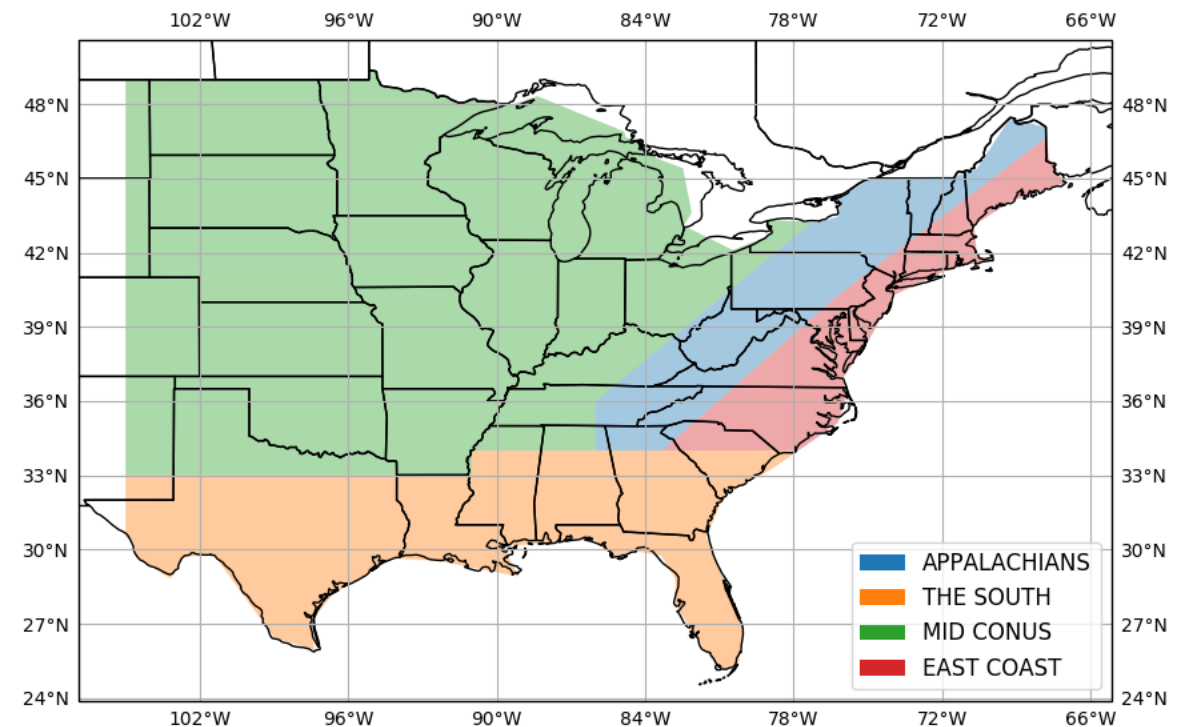 102°W 96°W 90°W 84°W 78°W 72°W 66°W
48°N 48°N
45°N 45°N
42°N 42°N
39°N 39°N
36°N 36°N
33°N 33°N
30°N 30°N
APPALACHIANS
THE SOUTH
27°N 27°N
MID CONUS
EAST COAST
24°N 24°N
102°W 96°W 90°W 84°W 78°W 72°W 66°W